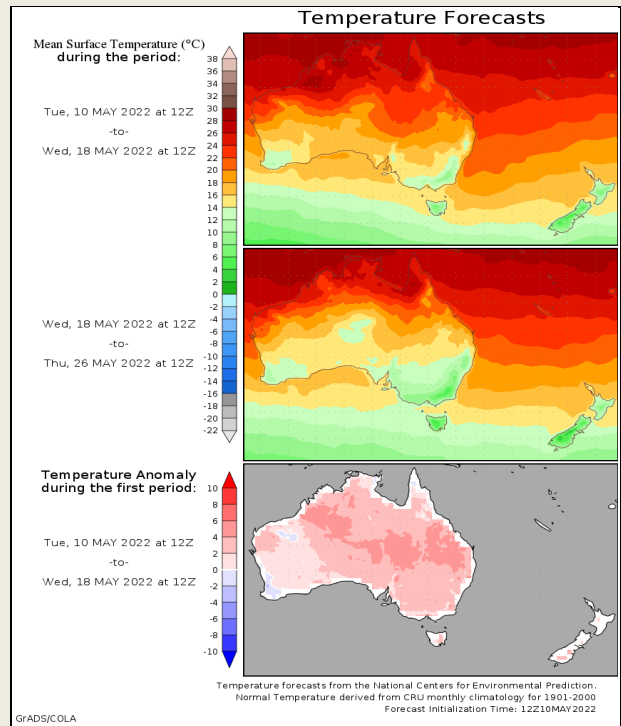 Temperature Forecasts
Mean Surface Temperature (°C)
during the period:
38
36
34
32
30
28
26
24
22
20
18
16
14
12
10
8
6
4
2
0
-2
-4
-6
-8
-10
-12
-14
-16
-18
-20
-22
Tue, 10 MAY 2022 at 12Z
-to-
Wed, 18 MAY 2022 at 12Z
Wed, 18 MAY 2022 at 12Z
-to-
Thu, 26 MAY 2022 at 12Z
Temperature Anomaly
during the first period:
10
8
6
4
2
0
-2
-4
-6
-8
-10
Tue, 10 MAY 2022 at 12Z
-to-
Wed, 18 MAY 2022 at 12Z
Temperature forecasts from the National Centers for Environmental Prediction.
Normal Temperature derived from CRU monthly climatology for 1901-2000
Forecast Initialization Time: 12Z10MAY2022
GrADS/COLA